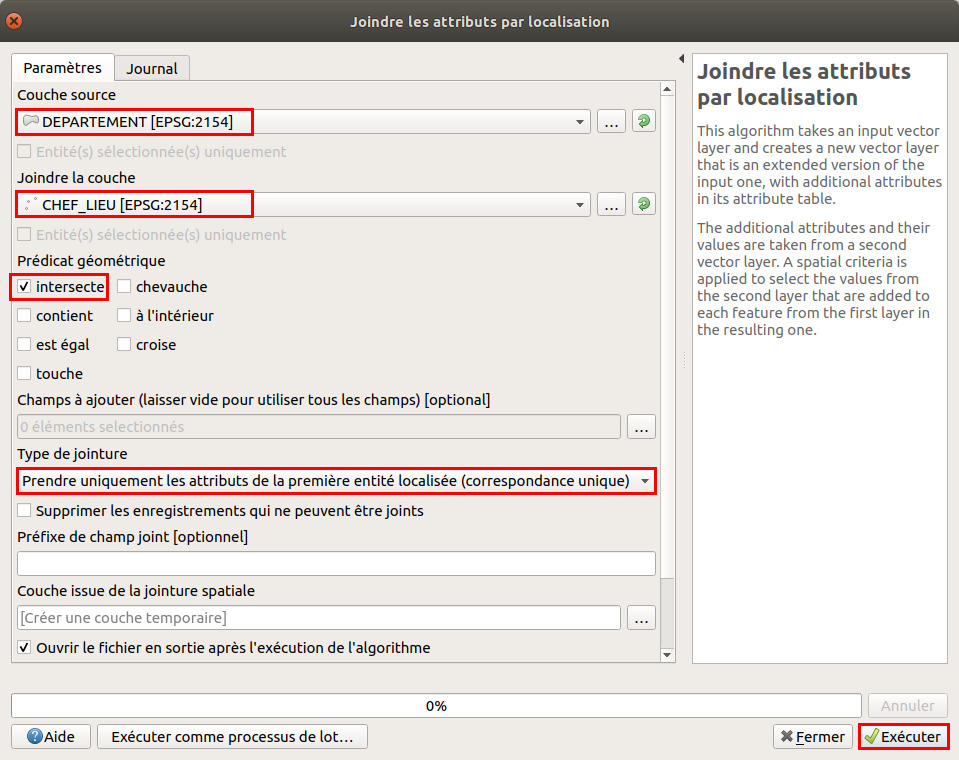 Joindre les attributs par localisation
Paramètres
Journal
Couche source
DEPARTEMENT [EPSG:2154]
...
Entité(s) sélectionnée(s) uniquement
Joindre la couche
CHEF_LIEU [EPSG:2154]
...
Entité(s) sélectionnée(s) uniquement
Prédicat géométrique
intersecte
chevauche
contient
à l'intérieur
est égal
croise
touche
Champs à ajouter (laisser vide pour utiliser tous les champs) [optional]
0 éléments selectionnés
...
Type de jointure
Prendre uniquement les attributs de la première entité localisée (correspondance unique)
Supprimer les enregistrements qui ne peuvent être joints
Préfixe de champ joint [optionnel]
Couche issue de la jointure spatiale
[Créer une couche temporaire]
...
Ouvrir le fichier en sortie après l'exécution de l'algorithme
Joindre les attributs
par localisation
This algorithm takes an input vector
layer and creates a new vector layer
that is an extended version of the
input one, with additional attributes
in its attribute table.
The additional attributes and their
values are taken from a second
vector layer. A spatial criteria is
applied to select the values from
the second layer that are added to
each feature from the first layer in
the resulting one.
0%
Annuler
Aide
Exécuter comme processus de lot…
Fermer
Exécuter